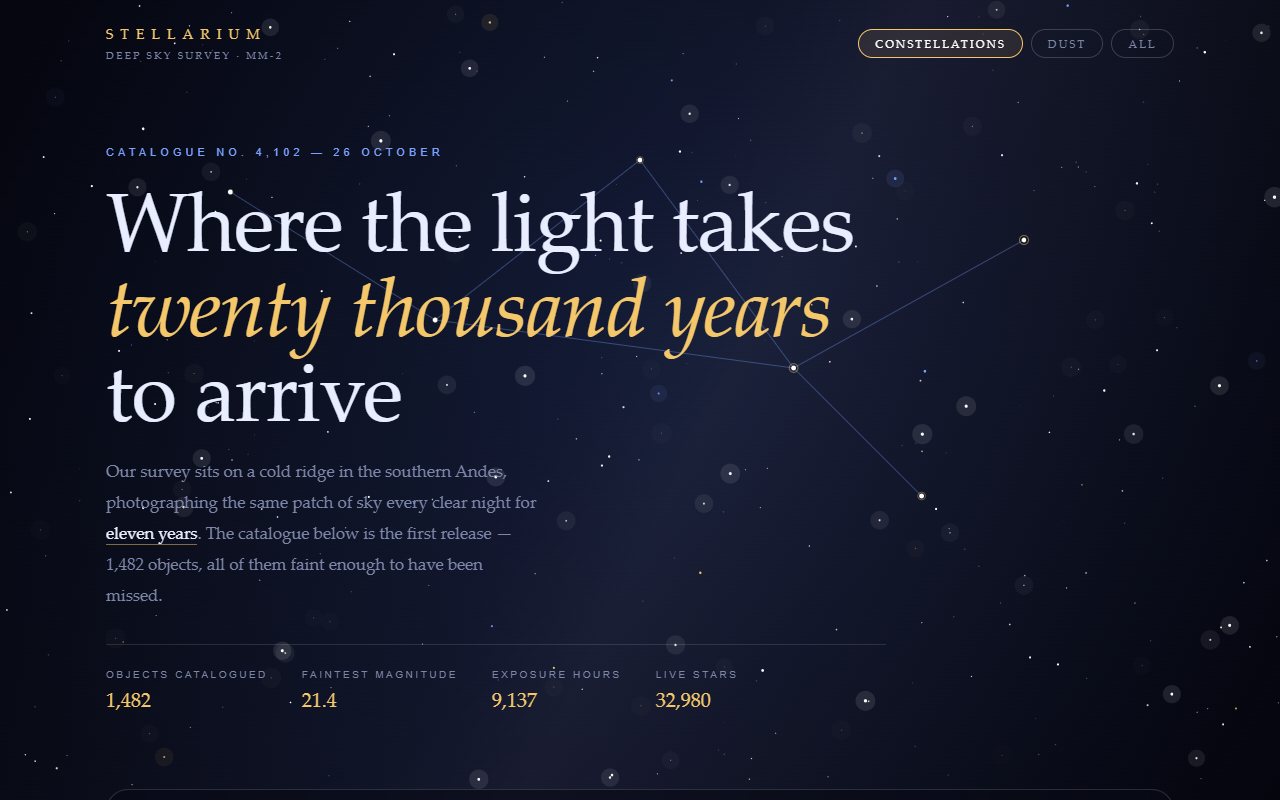 STELLARIUM
DEEP SKY SURVEY · MM-2
CONSTELLATIONS
DUST
ALL
CATALOGUE NO. 4,102 — 26 OCTOBER
Where the light takes
twenty thousand years
to arrive
Our survey sits on a cold ridge in the southern Andes,
photographing the same patch of sky every clear night for
eleven years. The catalogue below is the first release —
1,482 objects, all of them faint enough to have been
missed.
OBJECTS CATALOGUED
1,482
FAINTEST MAGNITUDE
21.4
EXPOSURE HOURS
9,137
LIVE STARS
32,980